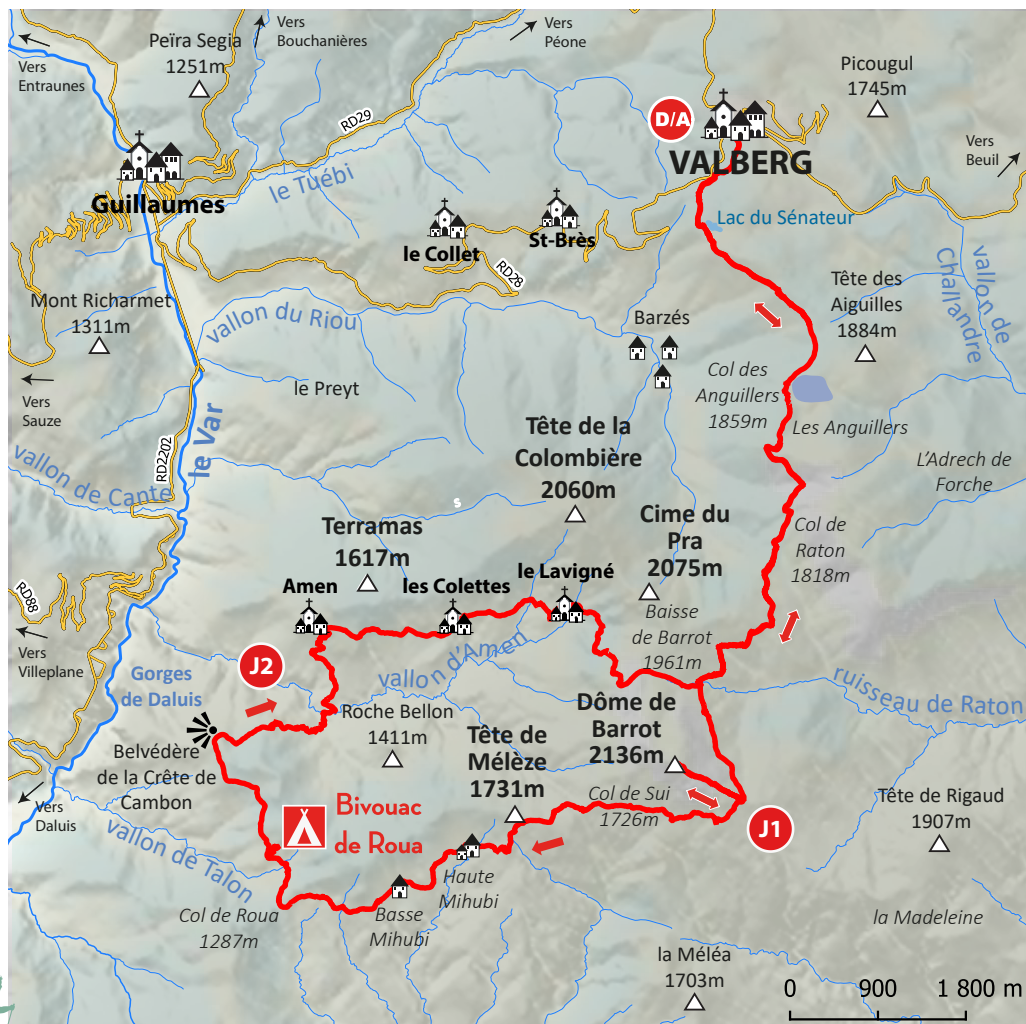 Vers
Entraunes
Peïra Segia
1251m
Vers
Bouchanières
Vers
Péone
RD29
Picougul
1745m
D/A
VALBERG
Vers
Beuil
Guillaumes
le Tuébi
le Collet
St-Brès
RD28
Lac du Sénateur
vallon de
Challandre
Mont Richarmet
1311m
vallon du Riou
Tête des
Aiguilles
1884m
Barzés
Vers
Sauze
le Preyt
Col des
Anguillers
1859m
Les Anguillers
le Var
RD2202
vallon de Cante
Tête de la
Colombière
2060m
L'Adrech de
Forche
s
Terramas
1617m
Cime du
Pra
2075m
Col de
Raton
1818m
RD88
Amen
les Colettes
le Lavigné
Baisse
de Barrot
1961m
Vers
Villeplane
J2
Gorges
de Daluis
vallon d'Amen
ruisseau de Raton
Roche Bellon
1411m
Dôme de
Barrot
2136m
Tête de
Mélèze
1731m
Belvédère
de la Crête de
Cambon
Vers
Daluis
Bivouac
de Roua
Col de Sui
1726m
J1
Tête de Rigaud
1907m
vallon de Talon
Haute
Mihubi
Basse
Mihubi
Col de Roua
1287m
la Madeleine
la Méléa
1703m
0 900 1 800 m